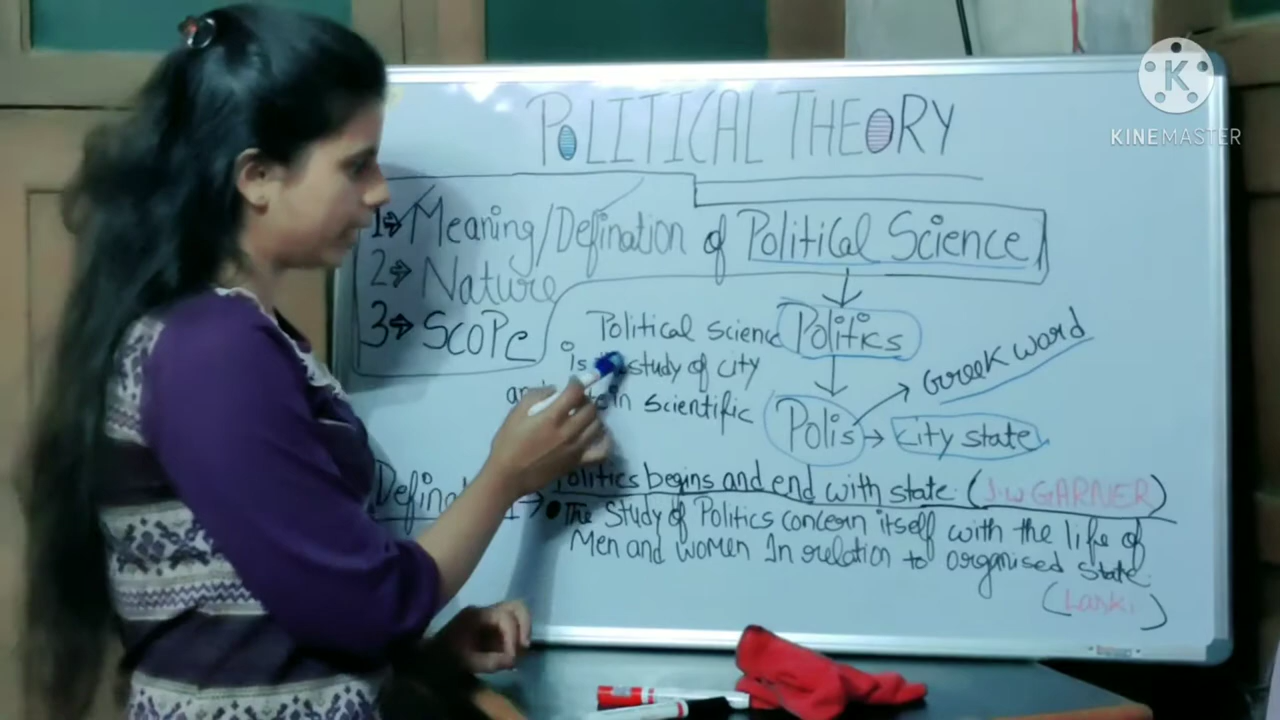 POLITICAL THEORY
1⇒ Meaning/Defination of Political Science
2⇒ Nature
3⇒ Scope
Political science
is study of city
in scientific
Politics
Polis → City state
Greek word
Politics begins and end with state (J.W GARNER)
• The Study of Politics concern itself with the life of
Men and women In relation to organised state.
(Laski)
K
KINEMASTER